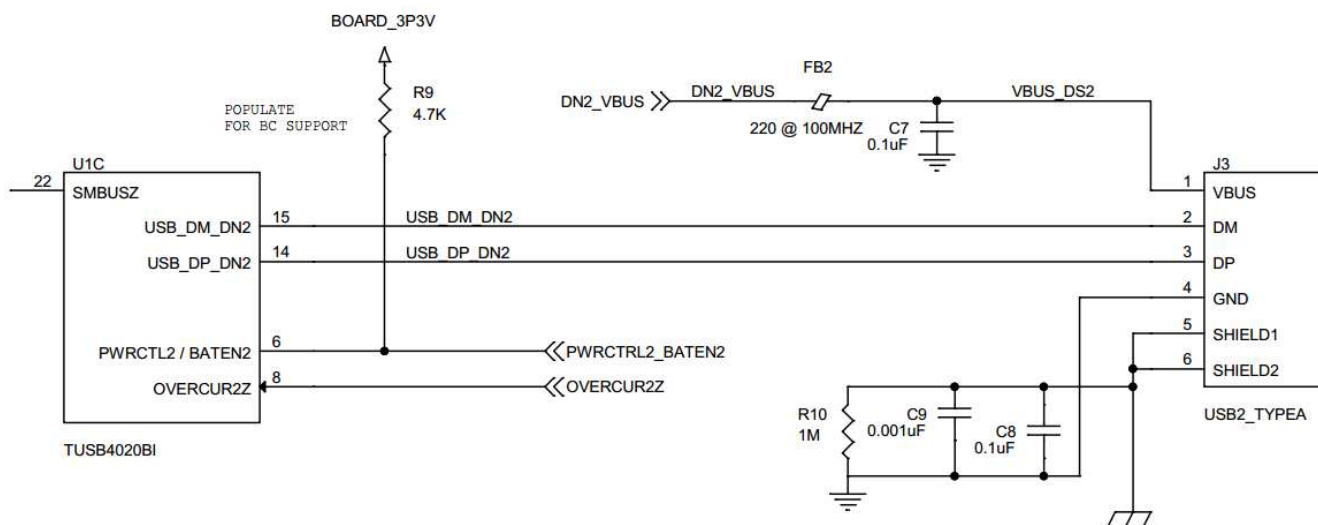 BOARD_3P3V
FB2
R9
4.7K
POPULATE
FOR BC SUPPORT
DN2_VBUS
DN2_VBUS
VBUS_DS2
220 @ 100MHZ
C7
0.1uF
U1C
J3
22
SMBUSZ
1
VBUS
USB_DM_DN2
15
USB_DM_DN2
2
DM
USB_DP_DN2
14
USB_DP_DN2
3
DP
4
GND
5
SHIELD1
PWRCTL2 / BATEN2
6
PWRCTRL2_BATEN2
6
SHIELD2
OVERCUR2Z
8
OVERCUR2Z
R10
1M
C9
0.001uF
C8
0.1uF
USB2_TYPEA
TUSB4020BI